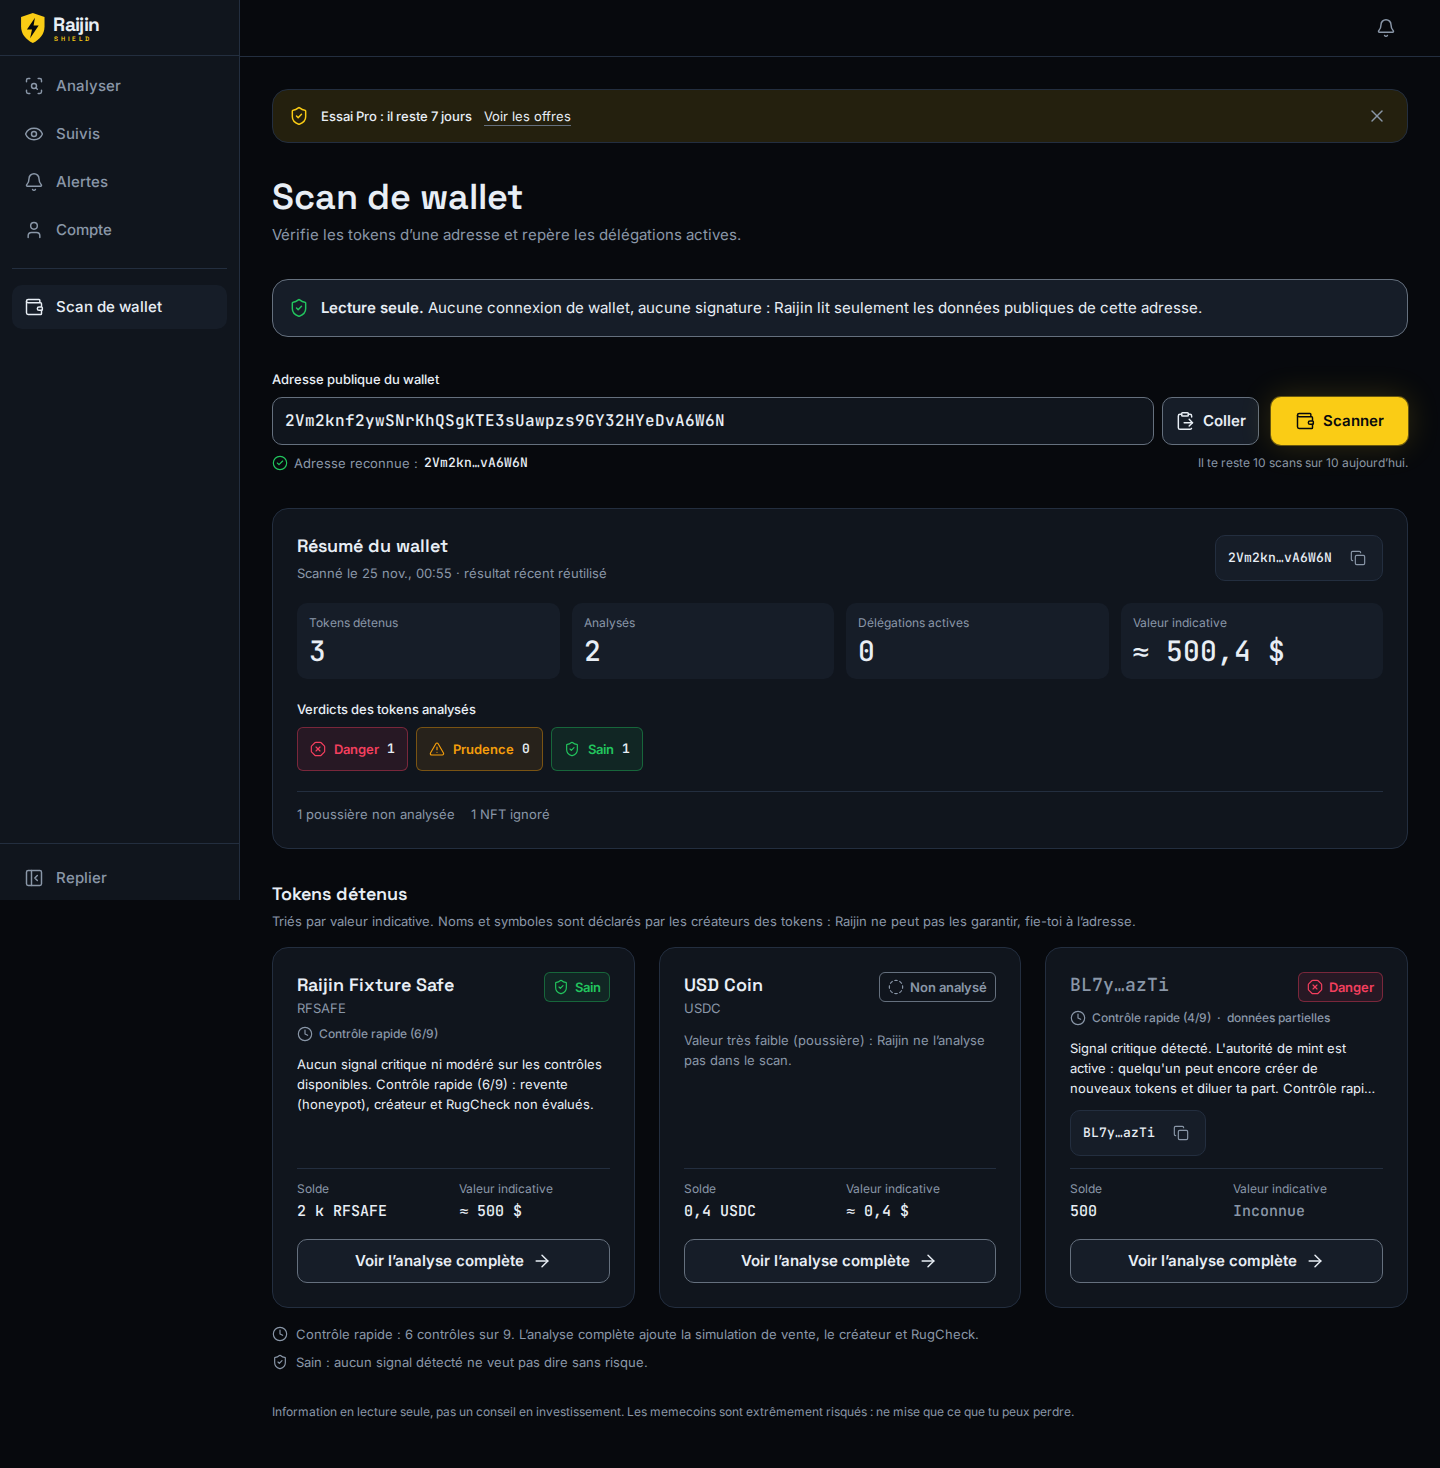 Raijin
SHIELD
Analyser
Suivis
Alertes
Compte
Scan de wallet
Replier
Essai Pro : il reste 7 jours Voir les offres
Scan de wallet
Vérifie les tokens d’une adresse et repère les délégations actives.
Lecture seule. Aucune connexion de wallet, aucune signature : Raijin lit seulement les données publiques de cette adresse.
Adresse publique du wallet
2Vm2knf2ywSNrKhQSgKTE3sUawpzs9GY32HYeDvA6W6N
Coller
Scanner
Adresse reconnue : 2Vm2kn…vA6W6N
Il te reste 10 scans sur 10 aujourd’hui.
Résumé du wallet
Scanné le 25 nov., 00:55 · résultat récent réutilisé
2Vm2kn…vA6W6N
Tokens détenus
3
Analysés
2
Délégations actives
0
Valeur indicative
≈ 500,4 $
Verdicts des tokens analysés
Danger 1
Prudence 0
Sain 1
1 poussière non analysée 1 NFT ignoré
Tokens détenus
Triés par valeur indicative. Noms et symboles sont déclarés par les créateurs des tokens : Raijin ne peut pas les garantir, fie-toi à l’adresse.
Raijin Fixture Safe
Sain
RFSAFE
Contrôle rapide (6/9)
Aucun signal critique ni modéré sur les contrôles
disponibles. Contrôle rapide (6/9) : revente
(honeypot), créateur et RugCheck non évalués.
Solde
2 k RFSAFE
Valeur indicative
≈ 500 $
Voir l’analyse complète
USD Coin
Non analysé
USDC
Valeur très faible (poussière) : Raijin ne l’analyse
pas dans le scan.
Solde
0,4 USDC
Valeur indicative
≈ 0,4 $
Voir l’analyse complète
BL7y…azTi
Danger
Contrôle rapide (4/9) · données partielles
Signal critique détecté. L'autorité de mint est
active : quelqu'un peut encore créer de
nouveaux tokens et diluer ta part. Contrôle rapi…
BL7y…azTi
Solde
500
Valeur indicative
Inconnue
Voir l’analyse complète
Contrôle rapide : 6 contrôles sur 9. L’analyse complète ajoute la simulation de vente, le créateur et RugCheck.
Sain : aucun signal détecté ne veut pas dire sans risque.
Information en lecture seule, pas un conseil en investissement. Les memecoins sont extrêmement risqués : ne mise que ce que tu peux perdre.